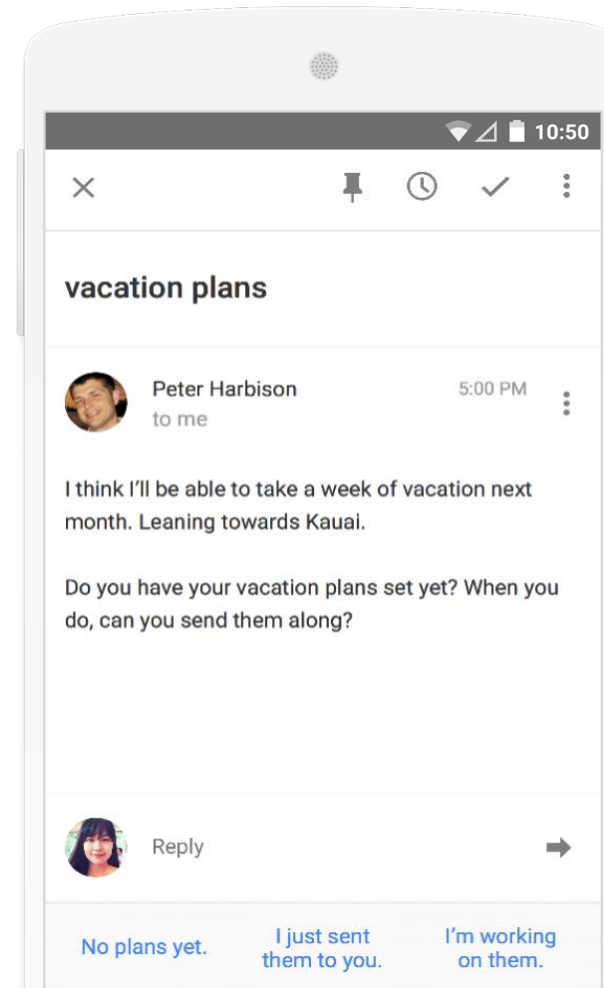 10:50
vacation plans
Peter Harbison
5:00 PM
to me
I think I'll be able to take a week of vacation next
month. Leaning towards Kauai.
Do you have your vacation plans set yet? When you
do, can you send them along?
Reply
No plans yet.
I just sent
them to you.
I'm working
on them.